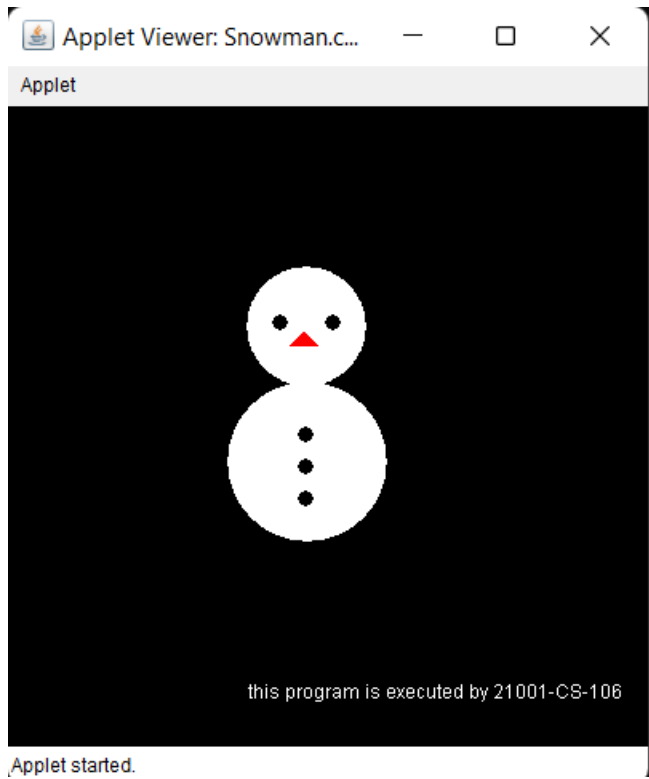 Applet Viewer: Snowman.c...
Applet
this program is executed by 21001-CS-106
Applet started.